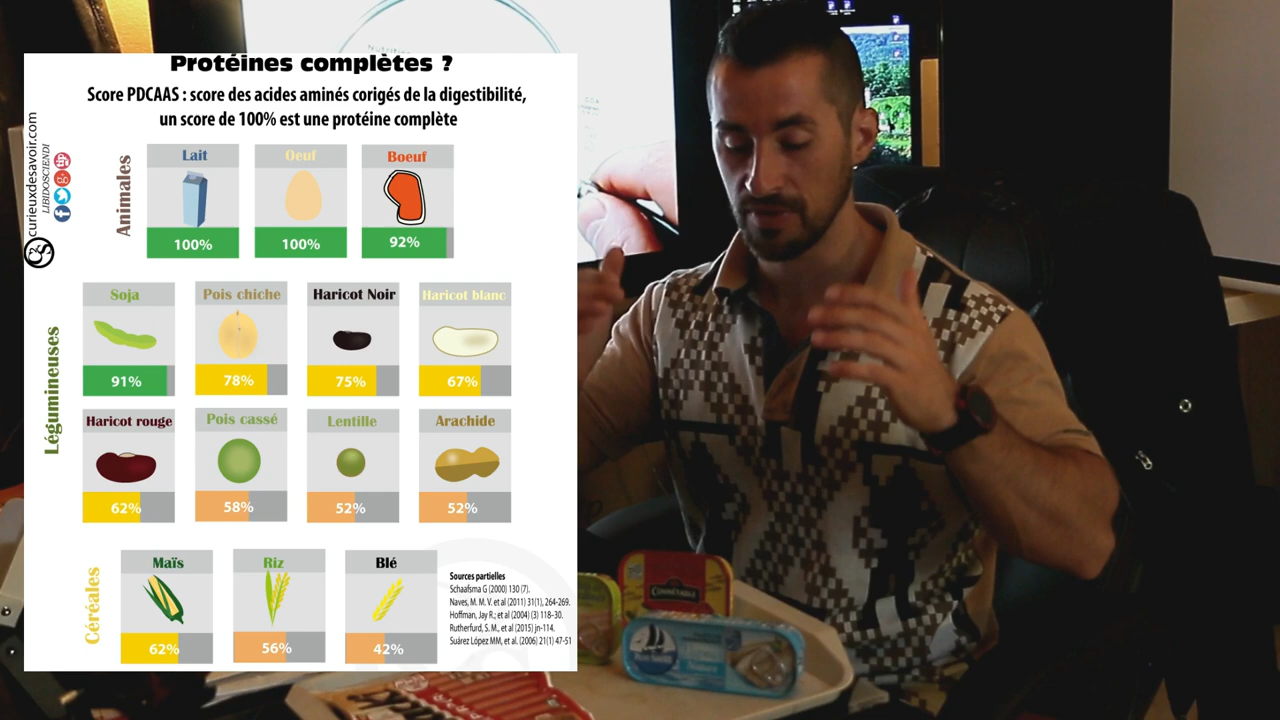 Protéines complètes ?
Score PDCAAS : score des acides aminés corigés de la digestibilité,
un score de 100% est une protéine complète
curieuxdesavoir.com
LIBIDOSCIENDI
Animales
Lait
Oeuf
Boeuf
100%
100%
92%
Légumineuses
Soja
Pois chiche
Haricot Noir
Haricot blanc
91%
78%
75%
67%
Haricot rouge
Pois cassé
Lentille
Arachide
62%
58%
52%
52%
Céréales
Maïs
Riz
Blé
62%
56%
42%
Sources partielles
Schaafsma G (2000) 130 (7).
Naves, M. M. V. et al (2011) 31(1), 264-269.
Hoffman, Jay R.; et al (2004) (3) 118-30.
Rutherfurd, S. M., et al (2015) jn-114.
Suárez López MM, et al. (2006) 21(1) 47-51
CONNÉTABLE